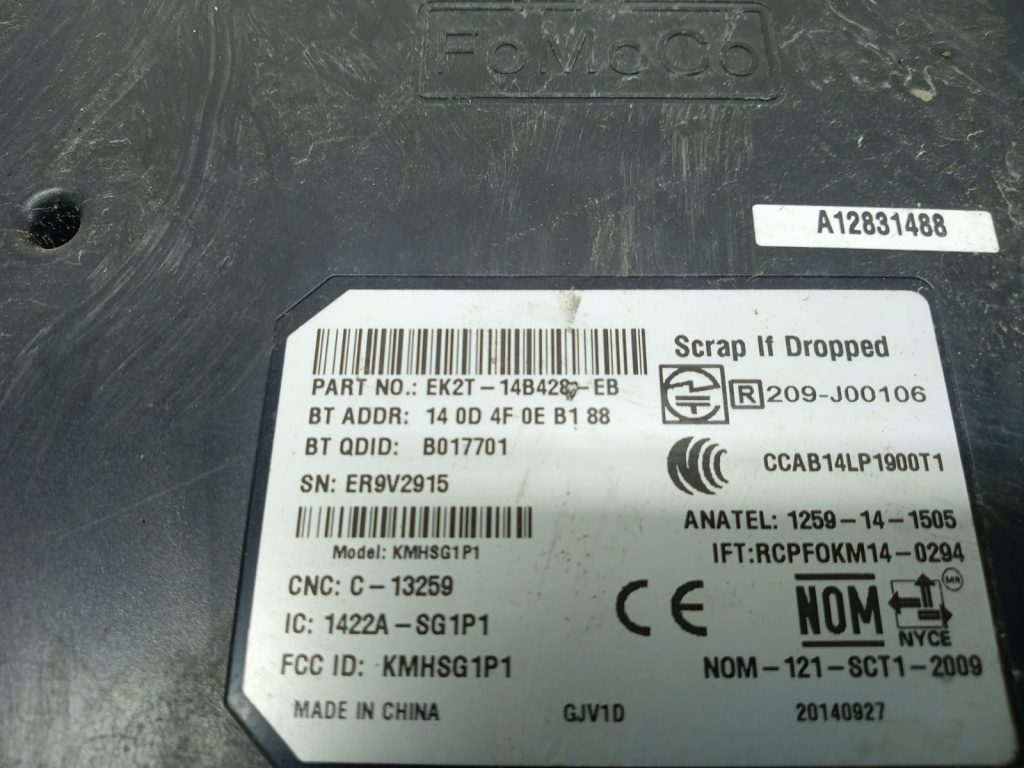 FoMoCo
A12831488
Scrap If Dropped
PART NO.: EK2T-14B428-EB
R 209-J00106
BT ADDR: 14 0D 4F 0E B1 88
BT QDID: B017701
CCAB14LP1900T1
SN: ER9V2915
ANATEL: 1259-14-1505
Model: KMHSG1P1
IFT:RCPFOKM14-0294
CNC: C-13259
CE
NOM
MX
NYCE
IC: 1422A-SG1P1
FCC ID: KMHSG1P1
NOM-121-SCT1-2009
MADE IN CHINA
GJV1D
20140927